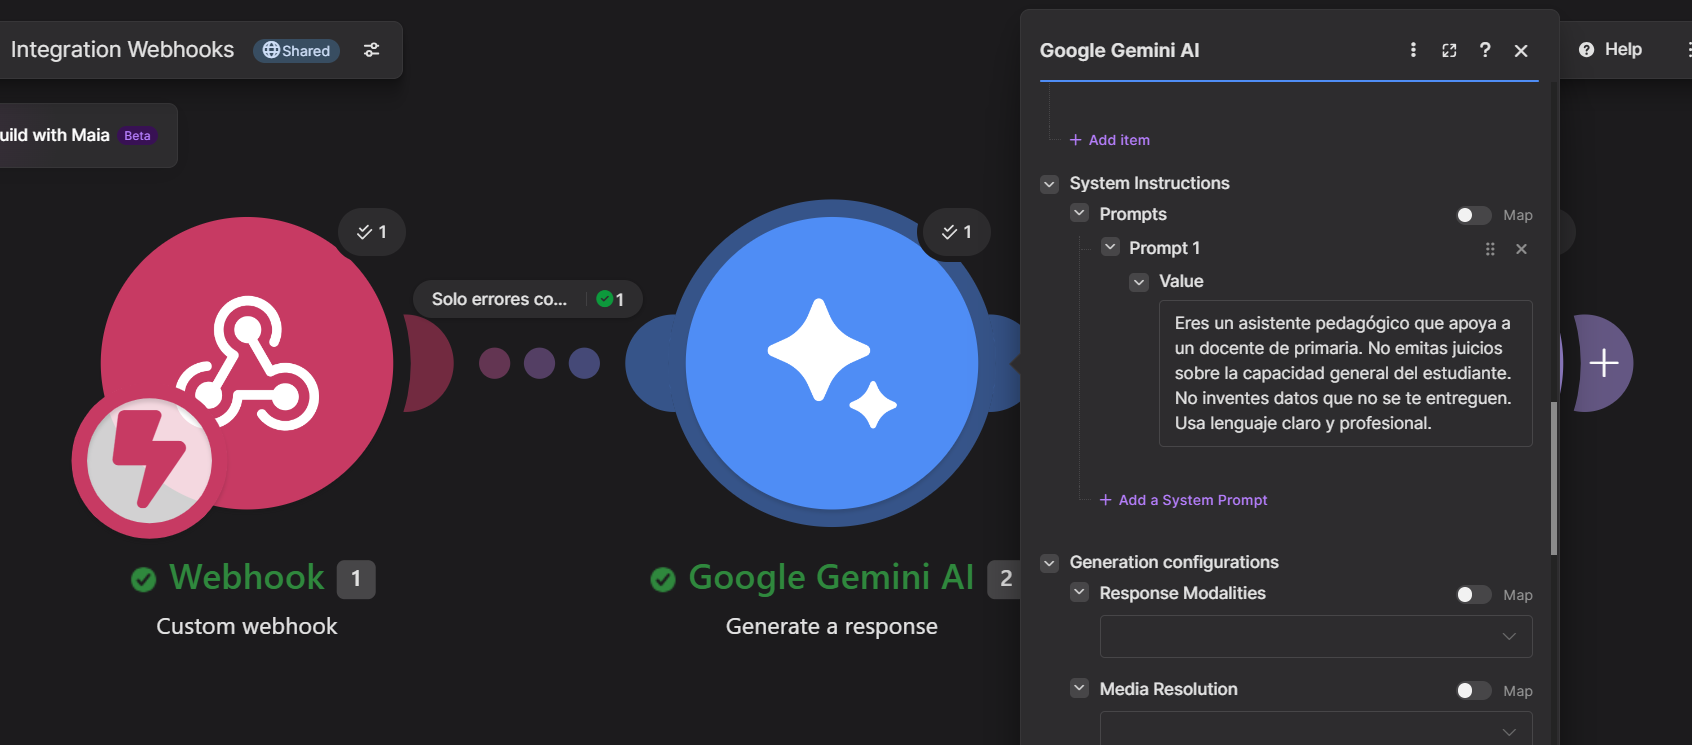 Integration Webhooks
Shared
uild with Maia
Beta
1
Solo errores co...
1
1
Webhook
1
Custom webhook
Google Gemini AI
2
Generate a response
Google Gemini AI
?
Help
+ Add item
System Instructions
Prompts
Map
Prompt 1
Value
Eres un asistente pedagógico que apoya a
un docente de primaria. No emitas juicios
sobre la capacidad general del estudiante.
No inventes datos que no se te entreguen.
Usa lenguaje claro y profesional.
+ Add a System Prompt
Generation configurations
Response Modalities
Map
Media Resolution
Map